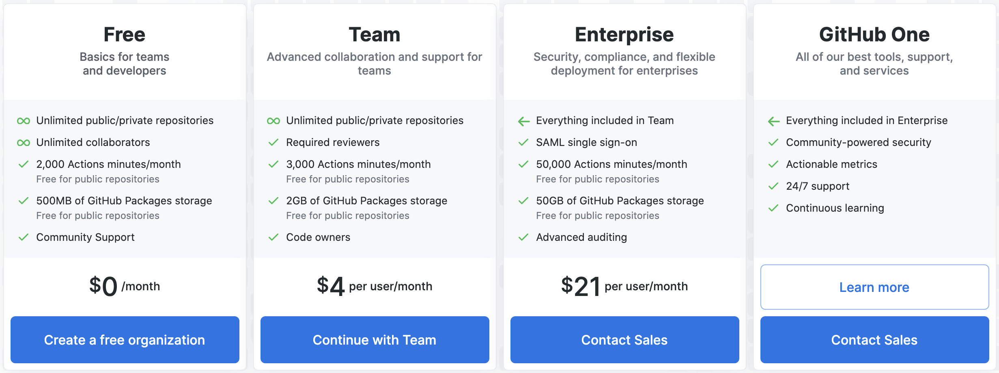 Free
Basics for teams
and developers
Unlimited public/private repositories
Unlimited collaborators
2,000 Actions minutes/month
Free for public repositories
500MB of GitHub Packages storage
Free for public repositories
Community Support
$0 /month
Create a free organization
Team
Advanced collaboration and support for
teams
Unlimited public/private repositories
Required reviewers
3,000 Actions minutes/month
Free for public repositories
2GB of GitHub Packages storage
Free for public repositories
Code owners
$4 per user/month
Continue with Team
Enterprise
Security, compliance, and flexible
deployment for enterprises
Everything included in Team
SAML single sign-on
50,000 Actions minutes/month
Free for public repositories
50GB of GitHub Packages storage
Free for public repositories
Advanced auditing
$21 per user/month
Contact Sales
GitHub One
All of our best tools, support,
and services
Everything included in Enterprise
Community-powered security
Actionable metrics
24/7 support
Continuous learning
Learn more
Contact Sales